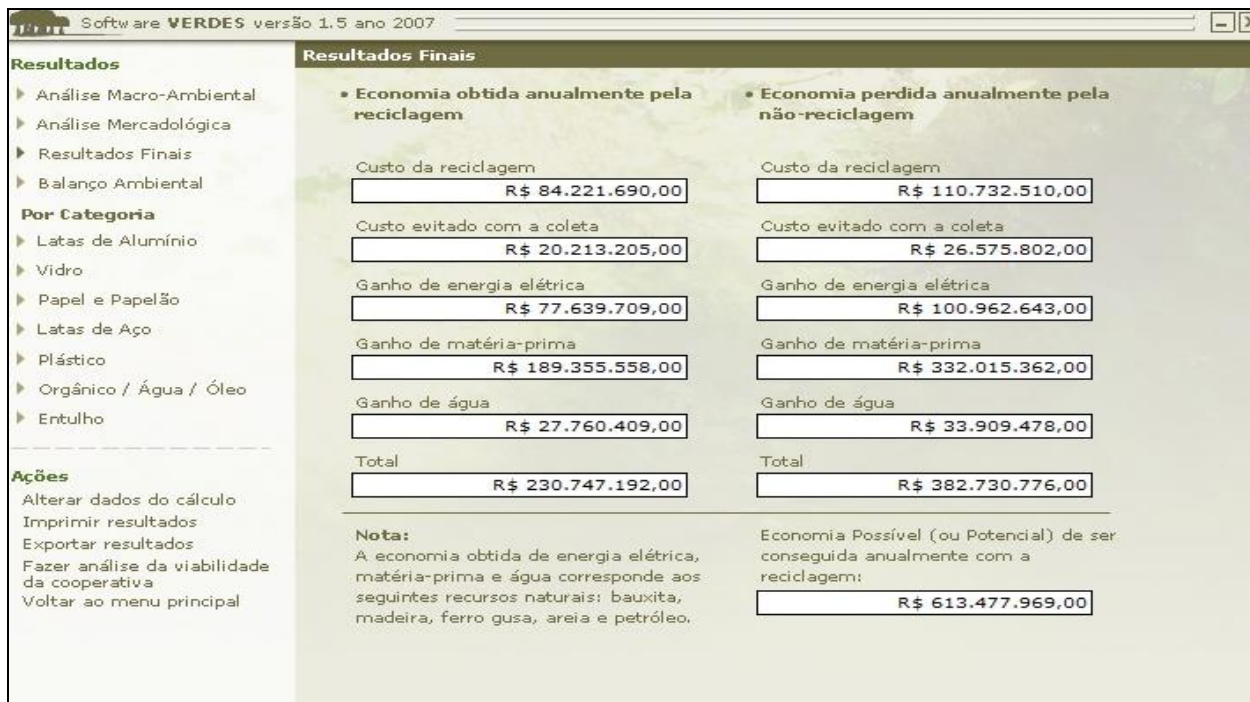 Software VERDES versão 1.5 ano 2007
Resultados
Análise Macro-Ambiental
Análise Mercadológica
Resultados Finais
Balanço Ambiental
Por Categoria
Latas de Alumínio
Vidro
Papel e Papelão
Latas de Aço
Plástico
Orgânico / Água / Óleo
Entulho
Ações
Alterar dados do cálculo
Imprimir resultados
Exportar resultados
Fazer análise da viabilidade
da cooperativa
Voltar ao menu principal
Resultados Finais
• Economia obtida anualmente pela
reciclagem
Custo da reciclagem
R$ 84.221.690,00
Custo evitado com a coleta
R$ 20.213.205,00
Ganho de energia elétrica
R$ 77.639.709,00
Ganho de matéria-prima
R$ 189.355.558,00
Ganho de água
R$ 27.760.409,00
Total
R$ 230.747.192,00
• Economia perdida anualmente pela
não-reciclagem
Custo da reciclagem
R$ 110.732.510,00
Custo evitado com a coleta
R$ 26.575.802,00
Ganho de energia elétrica
R$ 100.962.643,00
Ganho de matéria-prima
R$ 332.015.362,00
Ganho de água
R$ 33.909.478,00
Total
R$ 382.730.776,00
Nota:
A economia obtida de energia elétrica,
matéria-prima e água corresponde aos
seguintes recursos naturais: bauxita,
madeira, ferro gusa, areia e petróleo.
Economia Possível (ou Potencial) de ser
conseguida anualmente com a
reciclagem:
R$ 613.477.969,00